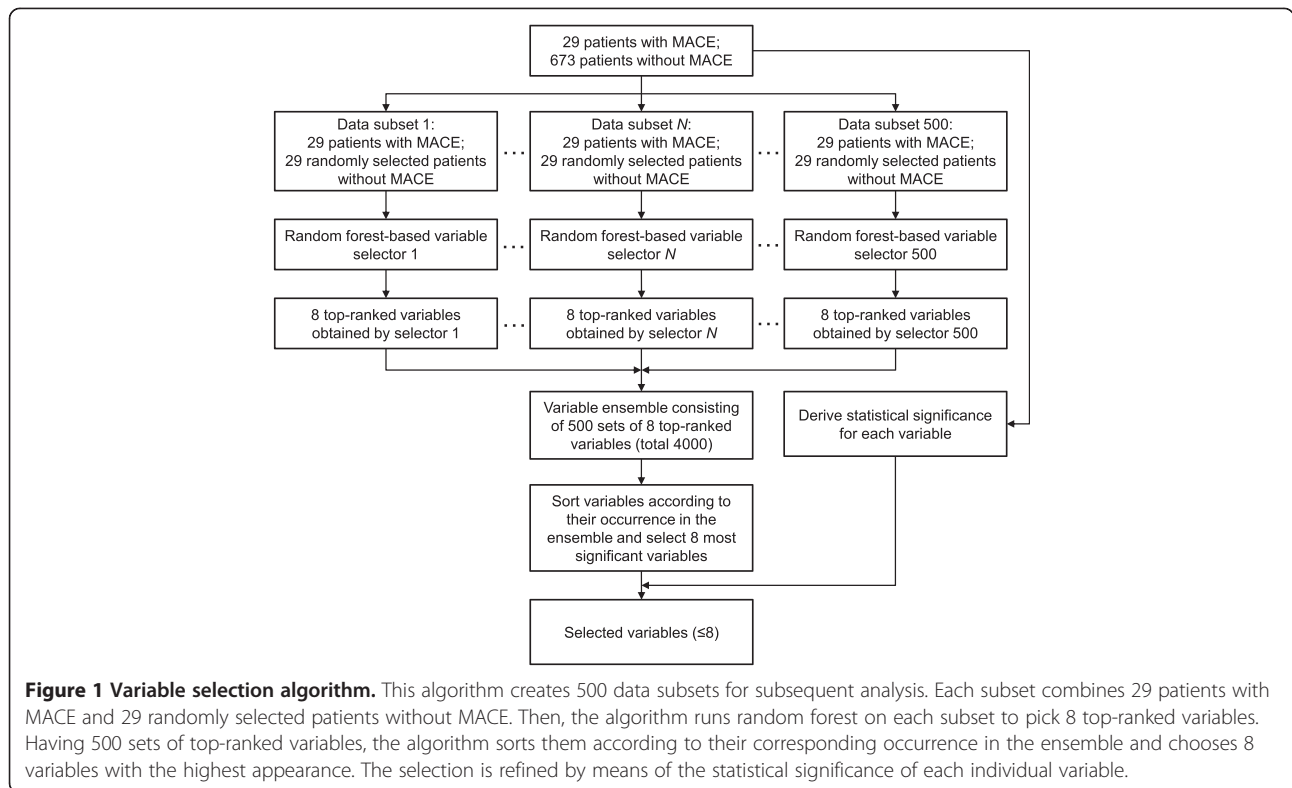 29 patients with MACE;
673 patients without MACE
Data subset 1:
29 patients with MACE;
29 randomly selected patients
without MACE
...
Data subset N:
29 patients with MACE;
29 randomly selected patients
without MACE
...
Data subset 500:
29 patients with MACE;
29 randomly selected patients
without MACE
Random forest-based variable
selector 1
...
Random forest-based variable
selector N
...
Random forest-based variable
selector 500
8 top-ranked variables
obtained by selector 1
...
8 top-ranked variables
obtained by selector N
...
8 top-ranked variables
obtained by selector 500
Variable ensemble consisting
of 500 sets of 8 top-ranked
variables (total 4000)
Derive statistical significance
for each variable
Sort variables according to
their occurrence in the
ensemble and select 8 most
significant variables
Selected variables (≤8)
Figure 1 Variable selection algorithm. This algorithm creates 500 data subsets for subsequent analysis. Each subset combines 29 patients with
MACE and 29 randomly selected patients without MACE. Then, the algorithm runs random forest on each subset to pick 8 top-ranked variables.
Having 500 sets of top-ranked variables, the algorithm sorts them according to their corresponding occurrence in the ensemble and chooses 8
variables with the highest appearance. The selection is refined by means of the statistical significance of each individual variable.